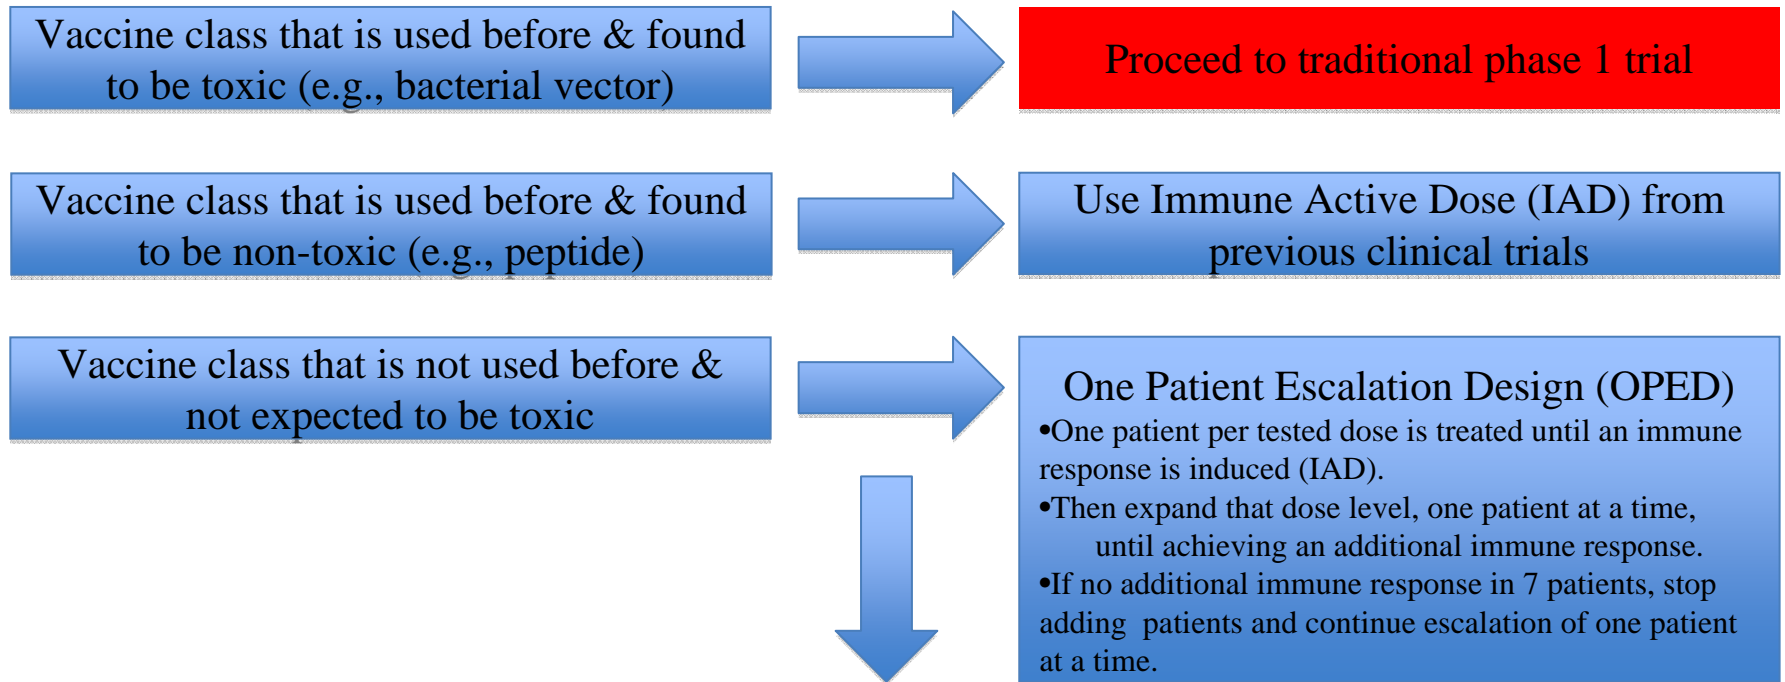 Vaccine class that is used before & found
to be toxic (e.g., bacterial vector)
Proceed to traditional phase 1 trial
Vaccine class that is used before & found
to be non-toxic (e.g., peptide)
Use Immune Active Dose (IAD) from
previous clinical trials
Vaccine class that is not used before &
not expected to be toxic
One Patient Escalation Design (OPED)
•One patient per tested dose is treated until an immune
response is induced (IAD).
•Then expand that dose level, one patient at a time,
until achieving an additional immune response.
•If no additional immune response in 7 patients, stop
adding patients and continue escalation of one patient
at a time.